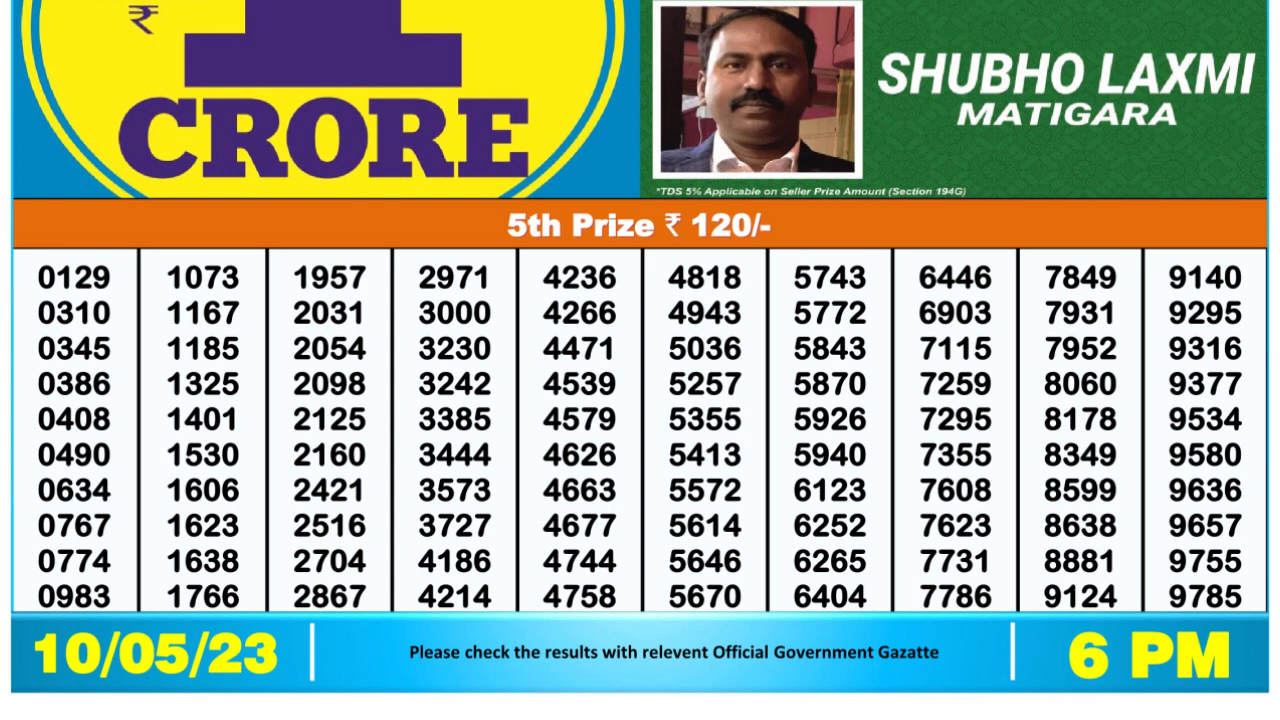 ₹
1
CRORE
SHUBHO LAXMI
MATIGARA
*TDS 5% Applicable on Seller Prize Amount (Section 194G)
5th Prize ₹ 120/-
0129 1073 1957 2971 4236 4818 5743 6446 7849 9140
0310 1167 2031 3000 4266 4943 5772 6903 7931 9295
0345 1185 2054 3230 4471 5036 5843 7115 7952 9316
0386 1325 2098 3242 4539 5257 5870 7259 8060 9377
0408 1401 2125 3385 4579 5355 5926 7295 8178 9534
0490 1530 2160 3444 4626 5413 5940 7355 8349 9580
0634 1606 2421 3573 4663 5572 6123 7608 8599 9636
0767 1623 2516 3727 4677 5614 6252 7623 8638 9657
0774 1638 2704 4186 4744 5646 6265 7731 8881 9755
0983 1766 2867 4214 4758 5670 6404 7786 9124 9785
10/05/23
Please check the results with relevent Official Government Gazatte
6 PM